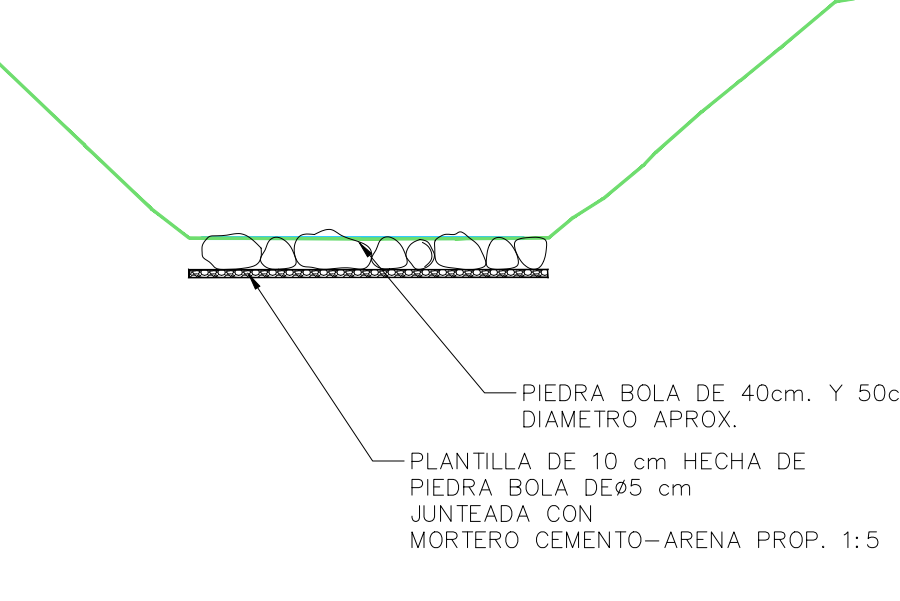 PIEDRA BOLA DE 40cm. Y 50c
DIAMETRO APROX.
PLANTILLA DE 10 cm HECHA DE
PIEDRA BOLA DEø5 cm
JUNTEADA CON
MORTERO CEMENTO-ARENA PROP. 1:5